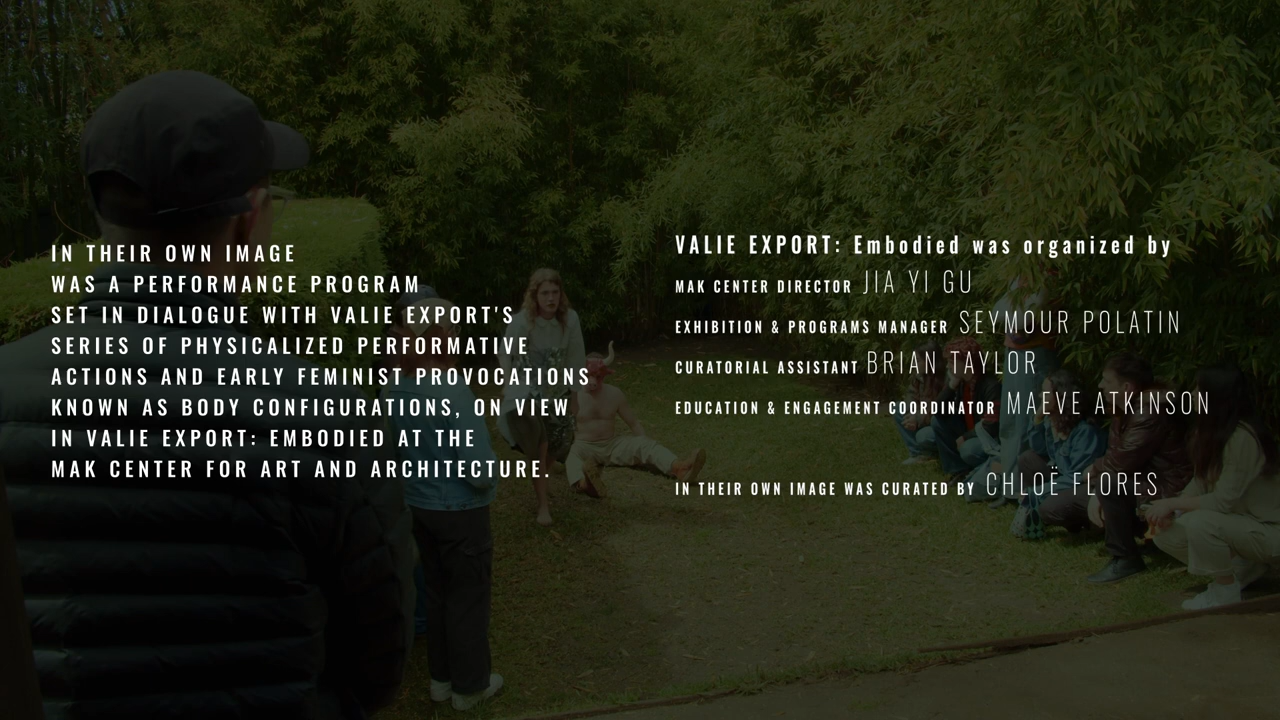 IN THEIR OWN IMAGE
WAS A PERFORMANCE PROGRAM
SET IN DIALOGUE WITH VALIE EXPORT'S
SERIES OF PHYSICALIZED PERFORMATIVE
ACTIONS AND EARLY FEMINIST PROVOCATIONS
KNOWN AS BODY CONFIGURATIONS, ON VIEW
IN VALIE EXPORT: EMBODIED AT THE
MAK CENTER FOR ART AND ARCHITECTURE.
VALIE EXPORT: Embodied was organized by
MAK CENTER DIRECTOR JIA YI GU
EXHIBITION & PROGRAMS MANAGER SEYMOUR POLATIN
CURATORIAL ASSISTANT BRIAN TAYLOR
EDUCATION & ENGAGEMENT COORDINATOR MAEVE ATKINSON
IN THEIR OWN IMAGE WAS CURATED BY CHLOË FLORES